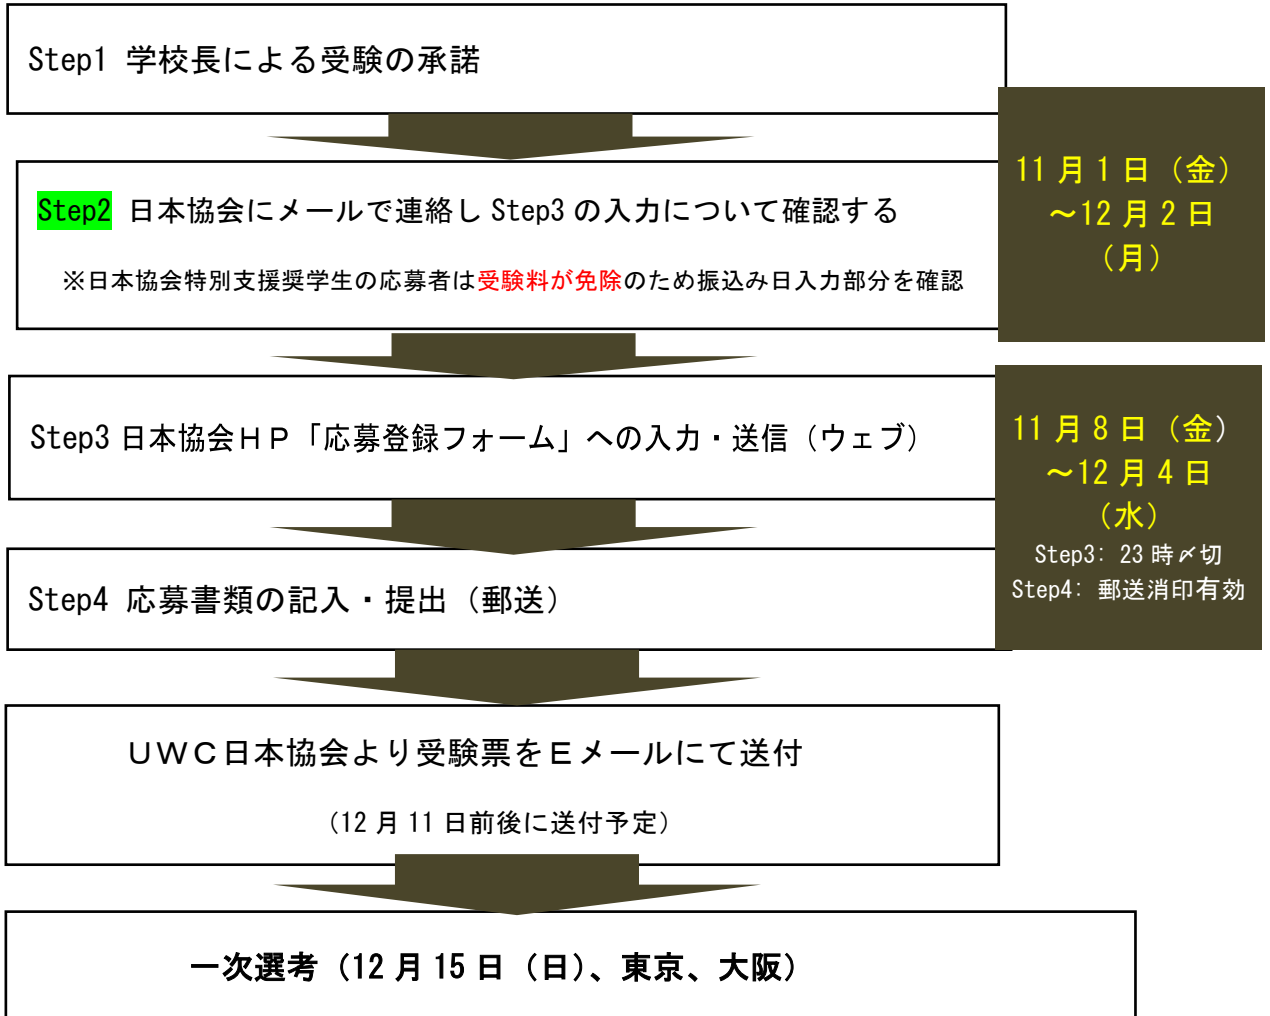 Step1 学校長による受験の承諾
Step2 日本協会にメールで連絡し Step3 の入力について確認する
※日本協会特別支援奨学生の応募者は受験料が免除のため振込み日入力部分を確認
11 月 1 日（金）
～12 月 2 日
（月）
Step3 日本協会ＨＰ「応募登録フォーム」への入力・送信（ウェブ）
Step4 応募書類の記入・提出（郵送）
11 月 8 日（金）
～12 月 4 日
（水）
Step3: 23 時〆切
Step4: 郵送消印有効
ＵＷＣ日本協会より受験票をＥメールにて送付
（12 月 11 日前後に送付予定）
一次選考（12 月 15 日（日）、東京、大阪）